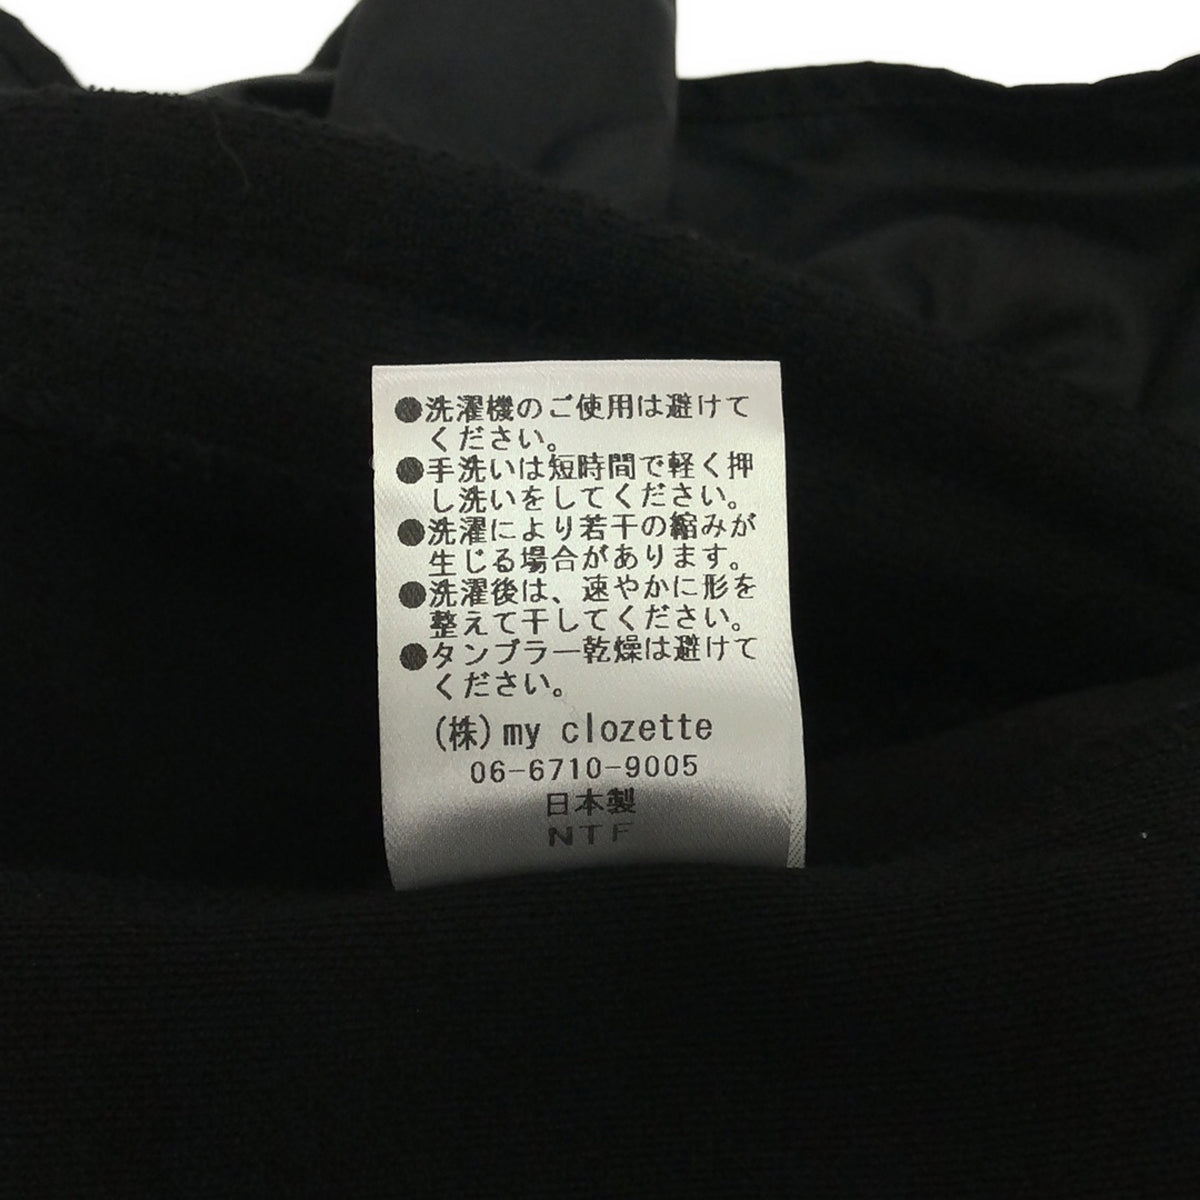 ●洗濯機のご使用は避けて
ください。
●手洗いは短時間で軽く押
し洗いをしてください。
●洗濯により若干の縮みが
生じる場合があります。
●洗濯後は、速やかに形を
整えて干してください。
●タンブラー乾燥は避けて
ください。
(株)my clozette
06-6710-9005
日本製
NTF